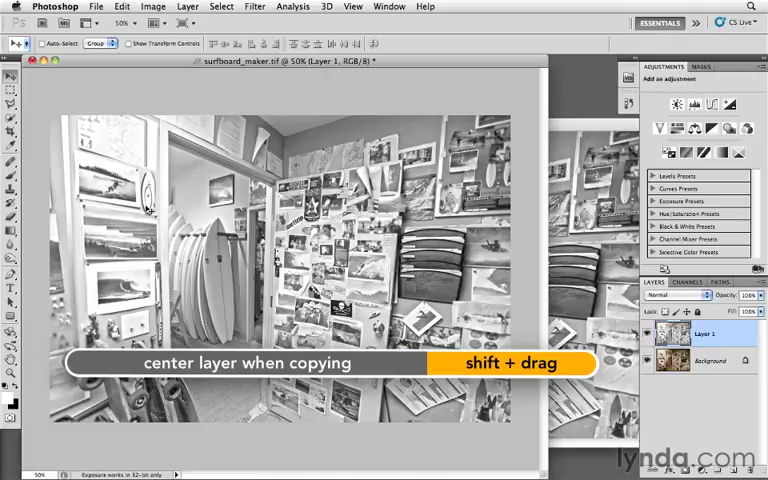 Photoshop File Edit Image Layer Select Filter Analysis 3D View Window Help
Ps Br Mb 50% ESSENTIALS CS Live
Auto-Select: Group Show Transform Controls
surfboard_maker.tif @ 50% (Layer 1, RGB/8) *
ADJUSTMENTS MASKS
Add an adjustment
Levels Presets
Curves Presets
Exposure Presets
Hue/Saturation Presets
Black & White Presets
Channel Mixer Presets
Selective Color Presets
LAYERS CHANNELS PATHS
Normal Opacity: 100%
Lock: Fill: 100%
Layer 1
Background
center layer when copying shift + drag
lynda.com
50% Exposure works in 32-bit only